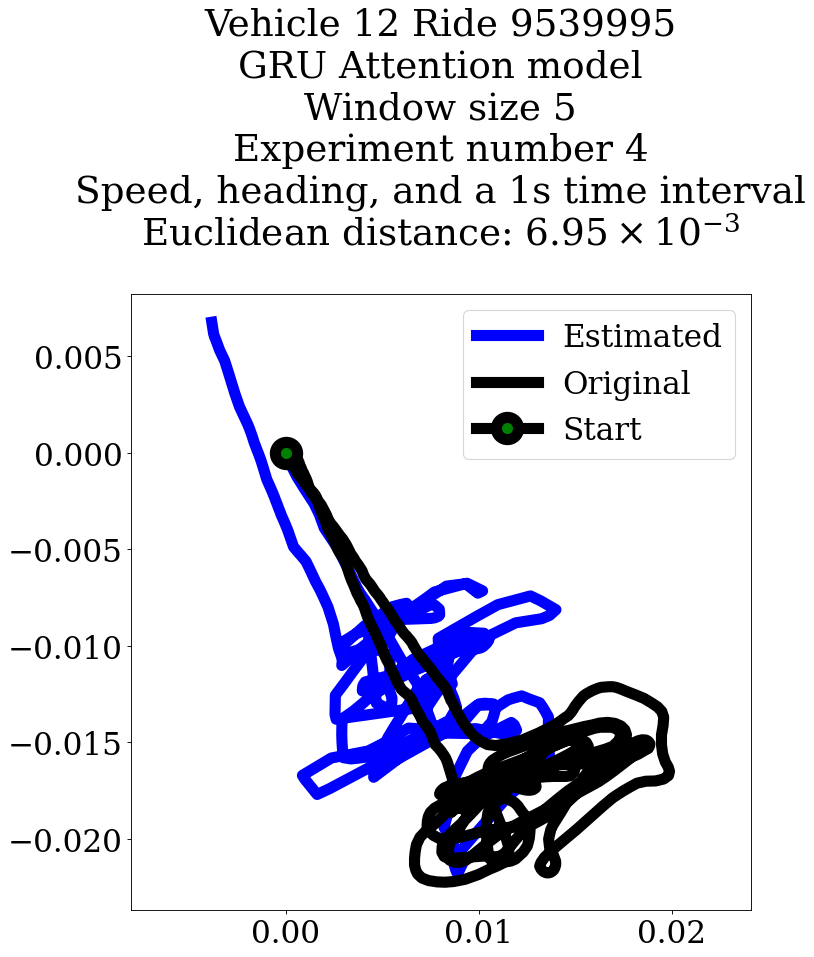 Vehicle 12 Ride 9539995
GRU Attention model
Window size 5
Experiment number 4
Speed, heading, and a 1s time interval
Euclidean distance: 6.95 × 10⁻³
Estimated
Original
Start
0.005
0.000
−0.005
−0.010
−0.015
−0.020
0.00
0.01
0.02